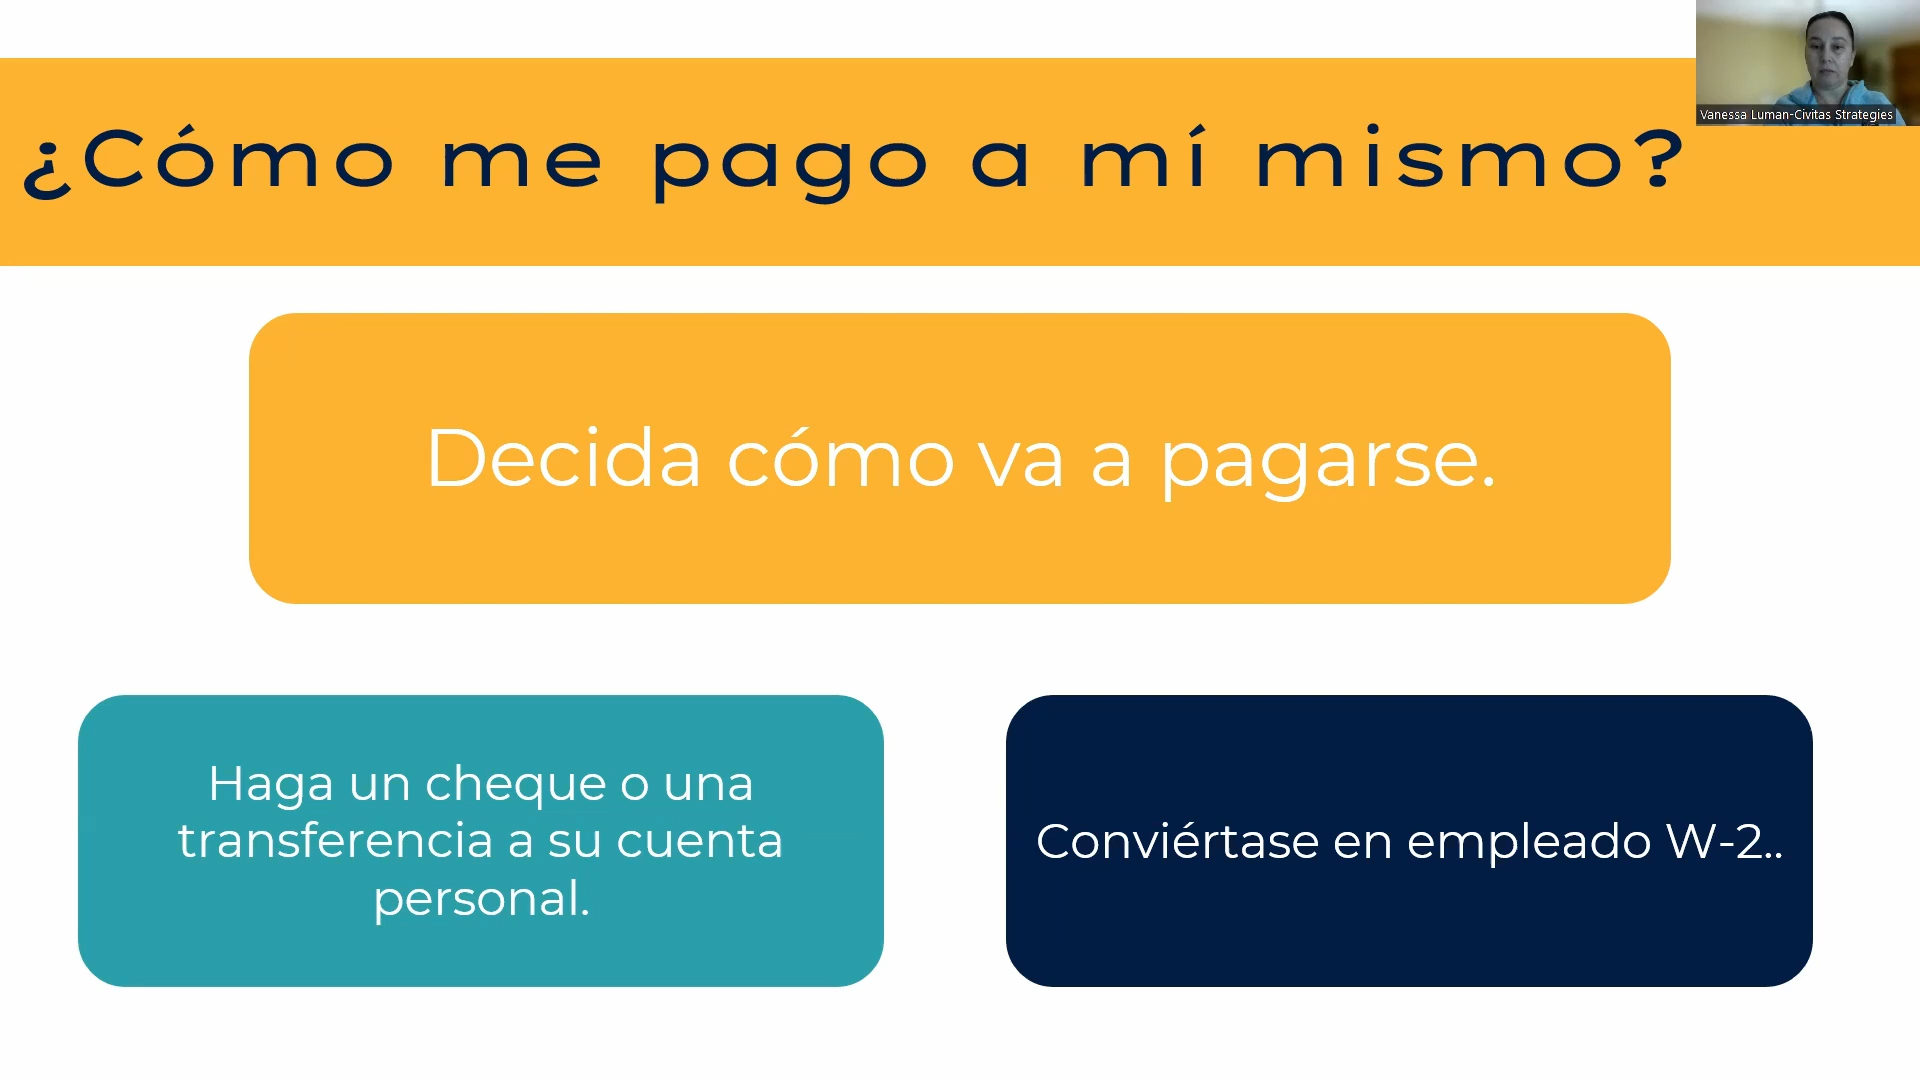 Vanessa Luman-Civitas Strategies
¿Cómo me pago a mí mismo?
Decida cómo va a pagarse.
Haga un cheque o una
transferencia a su cuenta
personal.
Conviértase en empleado W-2..